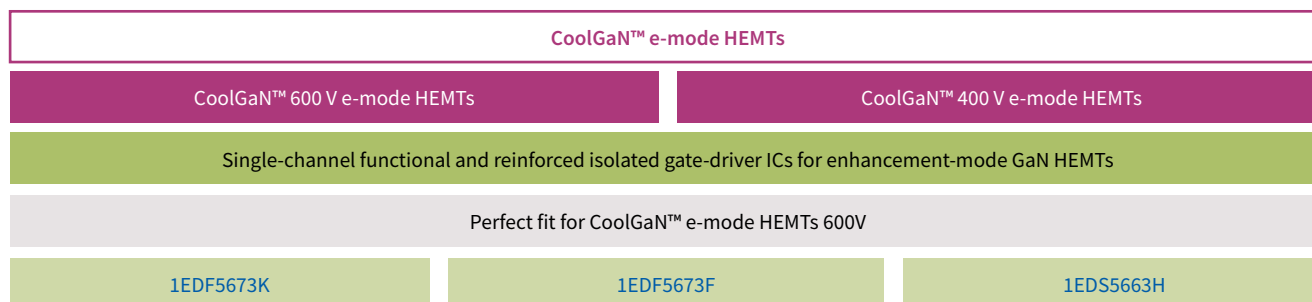 CoolGaN™ e-mode HEMTs
CoolGaN™ 600 V e-mode HEMTs
CoolGaN™ 400 V e-mode HEMTs
Single-channel functional and reinforced isolated gate-driver ICs for enhancement-mode GaN HEMTs
Perfect fit for CoolGaN™ e-mode HEMTs 600V
1EDF5673K
1EDF5673F
1EDS5663H